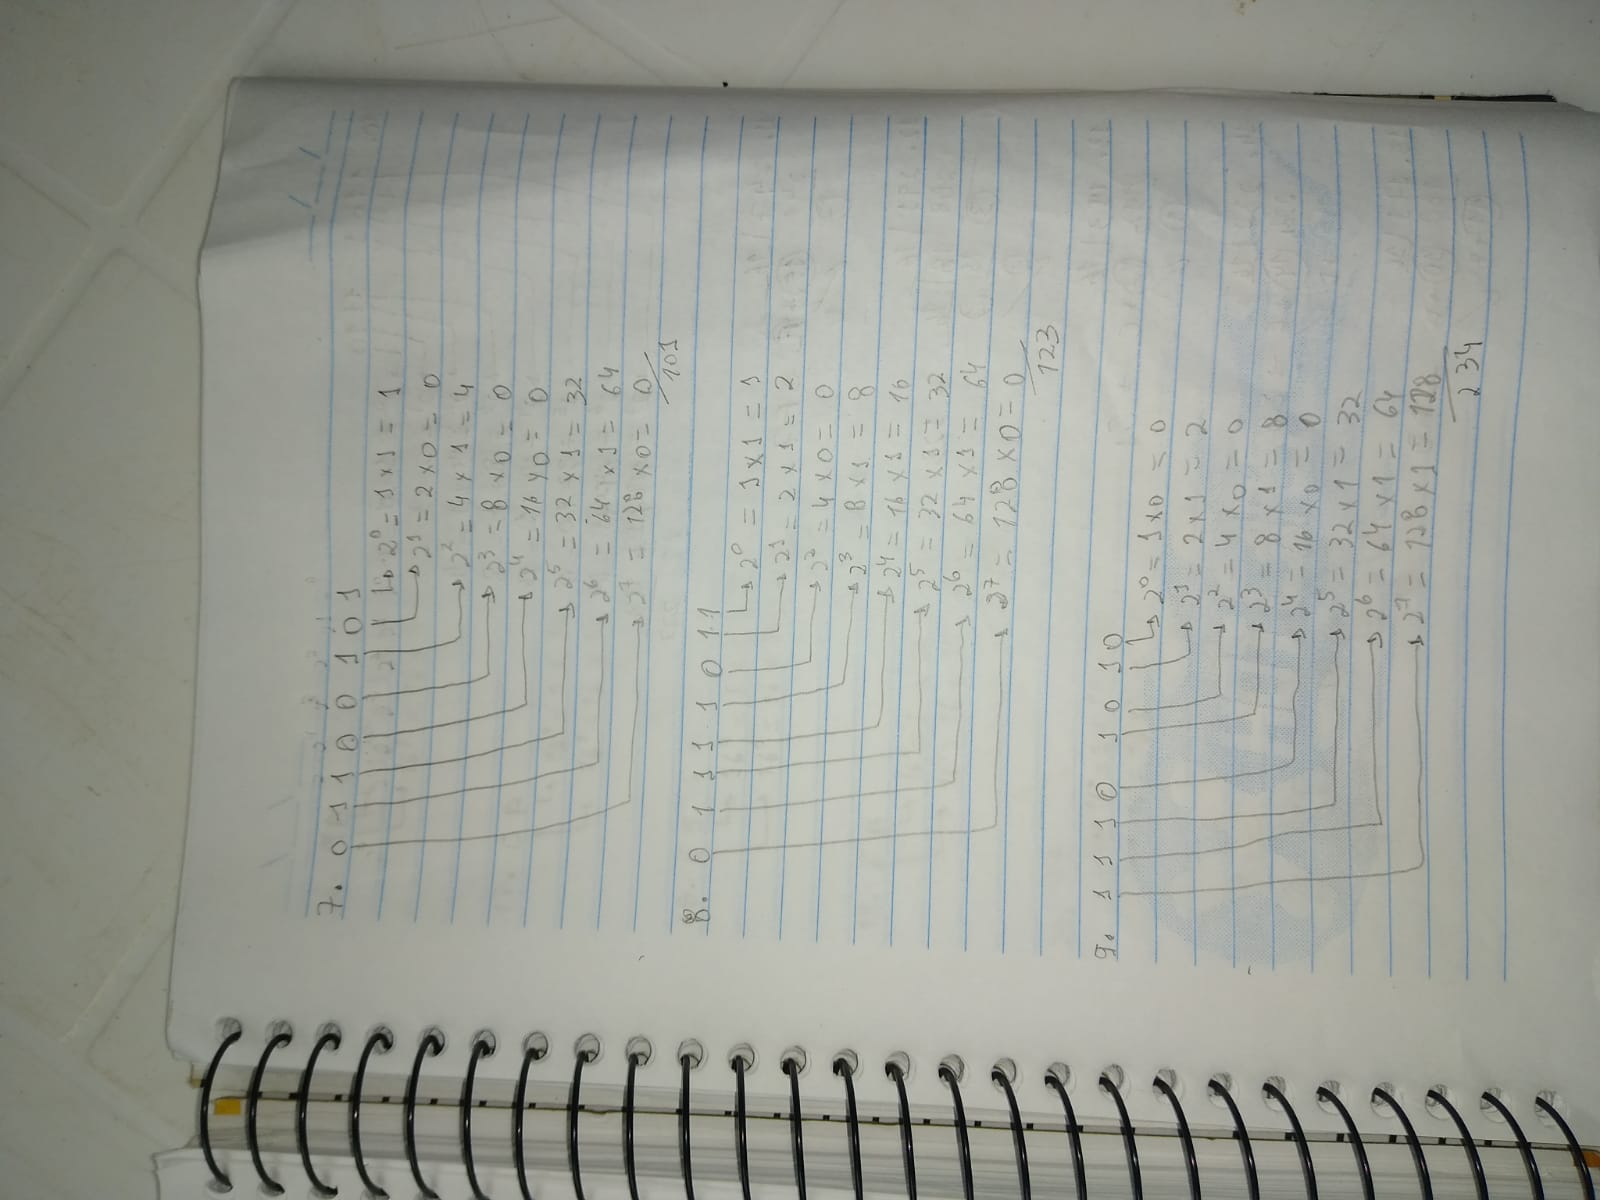 7. 0 1 1 0 0 1 0 1
2⁰ = 1 x 1 = 1
2¹ = 2 x 0 = 0
2² = 4 x 1 = 4
2³ = 8 x 0 = 0
2⁴ = 16 x 0 = 0
2⁵ = 32 x 1 = 32
2⁶ = 64 x 1 = 64
2⁷ = 128 x 0 = 0
101
8. 0 1 1 1 1 0 1 1
2⁰ = 1 x 1 = 1
2¹ = 2 x 1 = 2
2² = 4 x 0 = 0
2³ = 8 x 1 = 8
2⁴ = 16 x 1 = 16
2⁵ = 32 x 1 = 32
2⁶ = 64 x 1 = 64
2⁷ = 128 x 0 = 0
123
9. 1 1 1 0 1 0 1 0
2⁰ = 1 x 0 = 0
2¹ = 2 x 1 = 2
2² = 4 x 0 = 0
2³ = 8 x 1 = 8
2⁴ = 16 x 0 = 0
2⁵ = 32 x 1 = 32
2⁶ = 64 x 1 = 64
2⁷ = 128 x 1 = 128
234